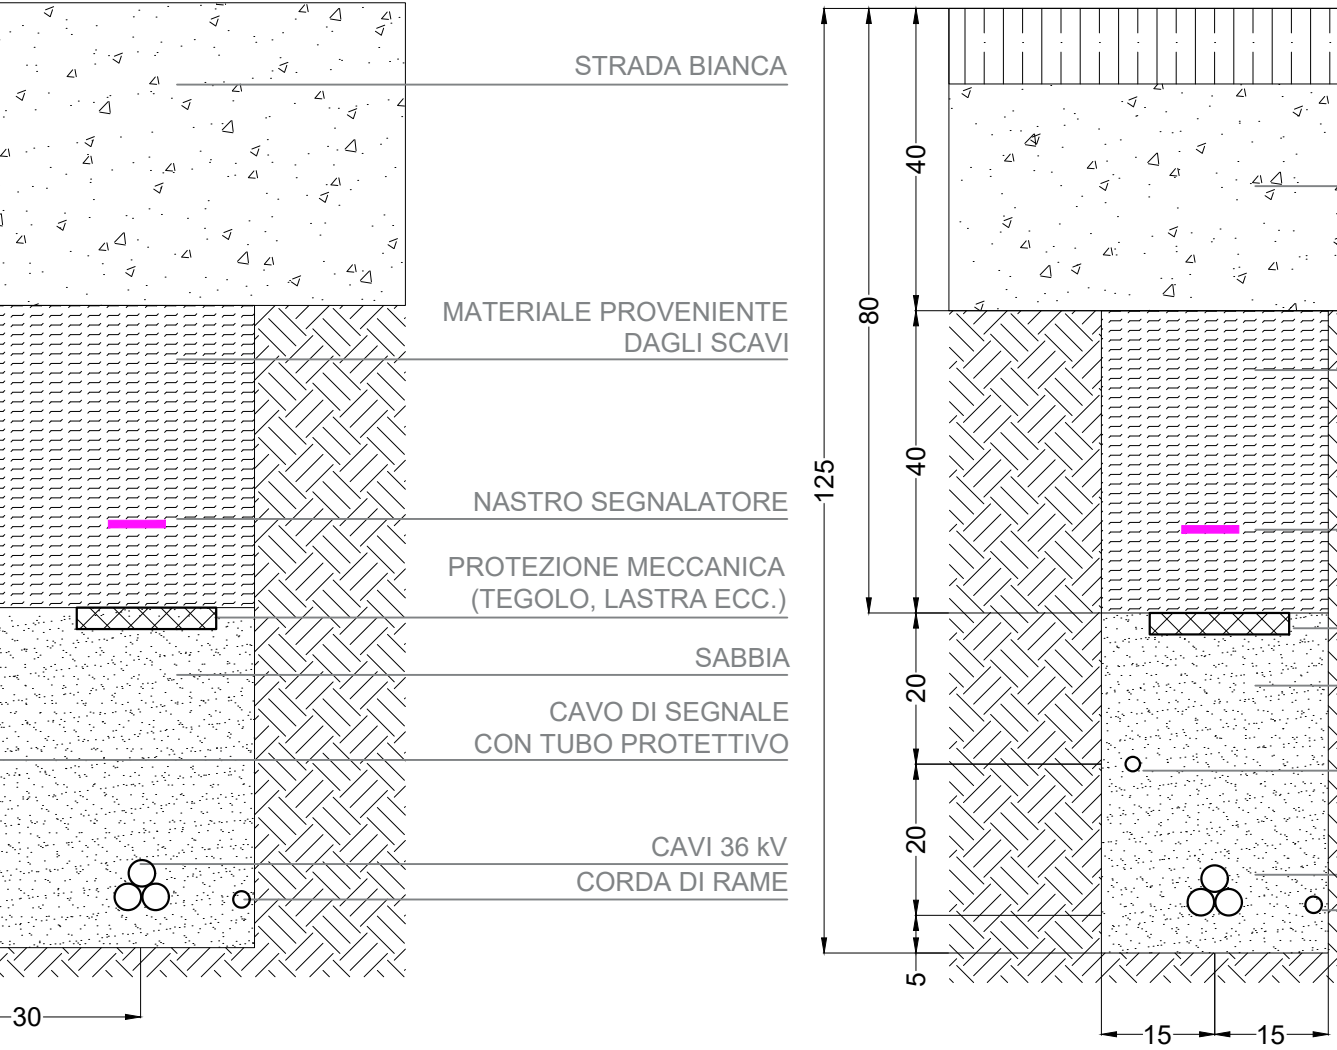 STRADA BIANCA
MATERIALE PROVENIENTE
DAGLI SCAVI
NASTRO SEGNALATORE
PROTEZIONE MECCANICA
(TEGOLO, LASTRA ECC.)
SABBIA
CAVO DI SEGNALE
CON TUBO PROTETTIVO
CAVI 36 kV
CORDA DI RAME
30
125
80
40
40
20
20
5
15
15